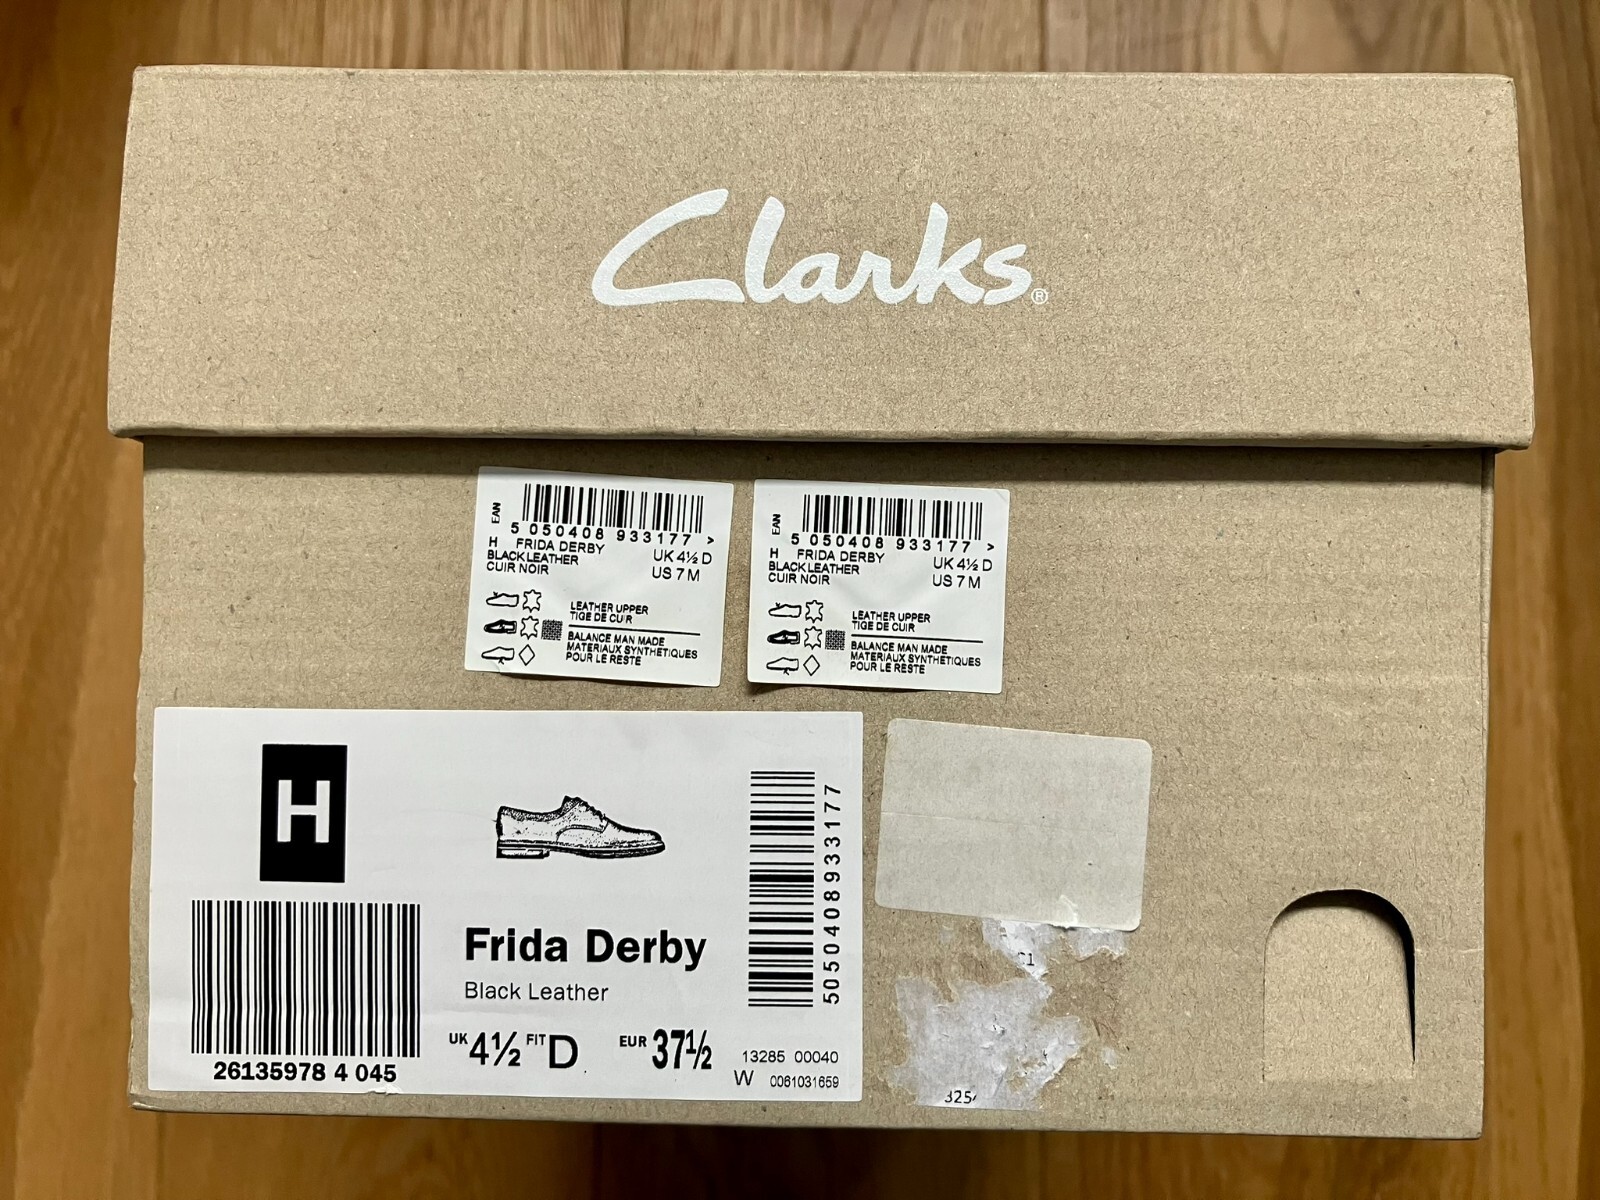 Clarks®
EAN
5 050408 933177 >
H FRIDA DERBY
BLACK LEATHER
CUIR NOIR
UK 4½ D
US 7 M
LEATHER UPPER
TIGE DE CUIR
BALANCE MAN MADE
MATERIAUX SYNTHETIQUES
POUR LE RESTE
EAN
5 050408 933177 >
H FRIDA DERBY
BLACK LEATHER
CUIR NOIR
UK 4½ D
US 7 M
LEATHER UPPER
TIGE DE CUIR
BALANCE MAN MADE
MATERIAUX SYNTHETIQUES
POUR LE RESTE
H
26135978 4 045
Frida Derby
Black Leather
UK 4½ FIT D EUR 37½
5050408933177
13285 00040
W 0061031659